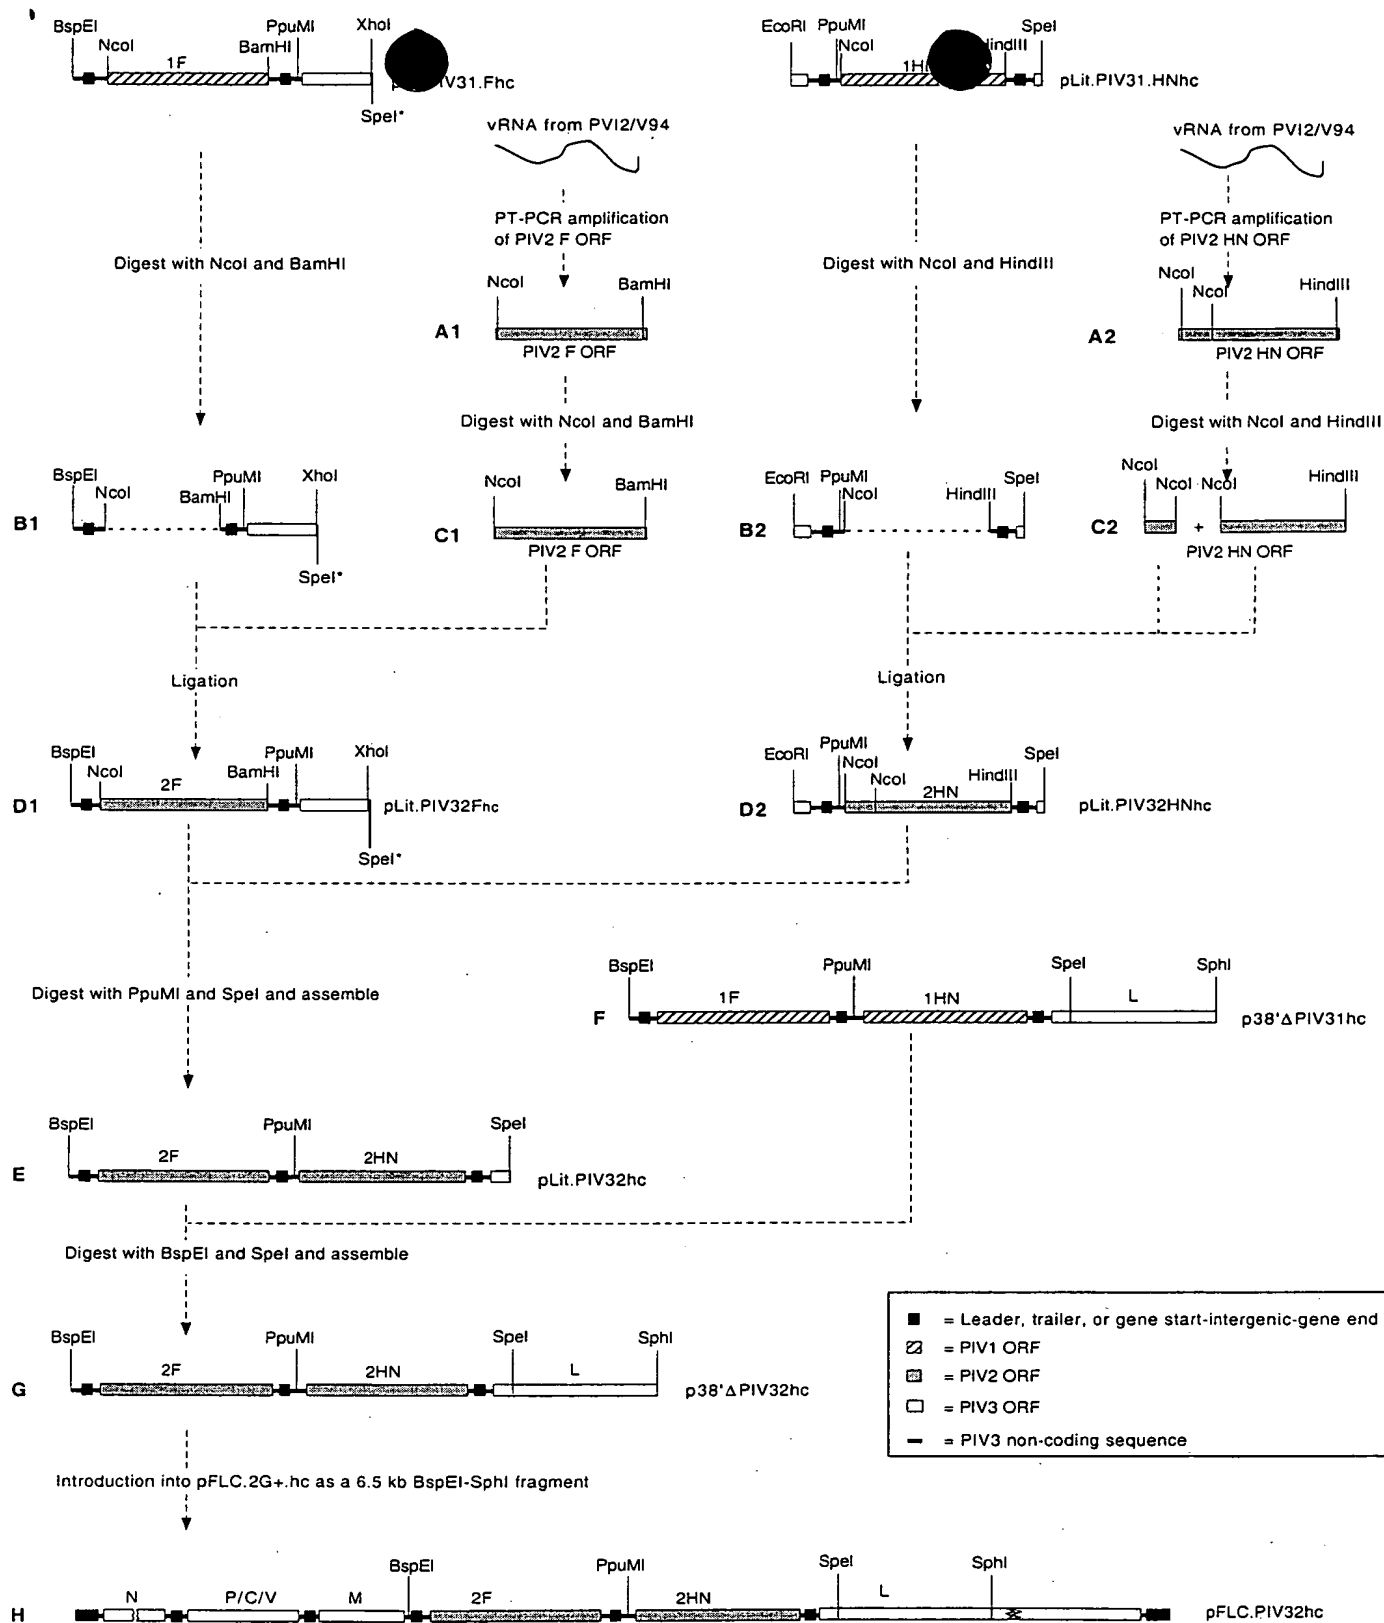 BspEI
NcoI
1F
BamHI
PpuMI
XhoI
V31.Fhc
SpeI*
EcoRI
PpuMI
NcoI
SpeI
pLit.PIV31.HNhc
vRNA from PVI2/V94
vRNA from PVI2/V94
PT-PCR amplification
of PIV2 F ORF
PT-PCR amplification
of PIV2 HN ORF
Digest with NcoI and BamHI
Digest with NcoI and HindIII
NcoI
BamHI
A1
PIV2 F ORF
NcoI
NcoI
HindIII
A2
PIV2 HN ORF
Digest with NcoI and BamHI
Digest with NcoI and HindIII
BspEI
NcoI
BamHI
PpuMI
XhoI
B1
SpeI*
NcoI
BamHI
C1
PIV2 F ORF
EcoRI
PpuMI
NcoI
HindIII
SpeI
B2
NcoI
NcoI
NcoI
HindIII
C2
+
PIV2 HN ORF
Ligation
Ligation
BspEI
NcoI
2F
BamHI
PpuMI
XhoI
D1
pLit.PIV32Fhc
SpeI*
EcoRI
PpuMI
NcoI
NcoI
2HN
HindIII
SpeI
D2
pLit.PIV32HNhc
Digest with PpuMI and SpeI and assemble
BspEI
1F
PpuMI
1HN
SpeI
L
SphI
F
p38'ΔPIV31hc
BspEI
2F
PpuMI
2HN
SpeI
E
pLit.PIV32hc
Digest with BspEI and SpeI and assemble
BspEI
2F
PpuMI
2HN
SpeI
L
SphI
G
p38'ΔPIV32hc
■ = Leader, trailer, or gene start-intergenic-gene end
= PIV1 ORF
= PIV2 ORF
= PIV3 ORF
= PIV3 non-coding sequence
Introduction into pFLC.2G+.hc as a 6.5 kb BspEI-SphI fragment
N
P/C/V
M
BspEI
2F
PpuMI
2HN
SpeI
L
SphI
H
pFLC.PIV32hc